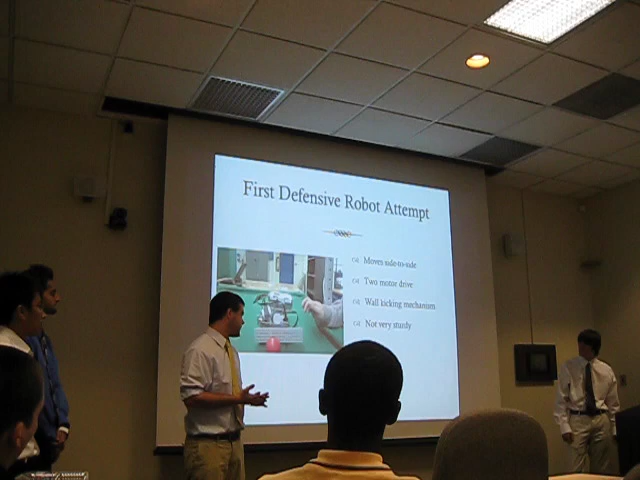 First Defensive Robot Attempt
Moves side-to-side
Two motor drive
Wall kicking mechanism
Not very sturdy